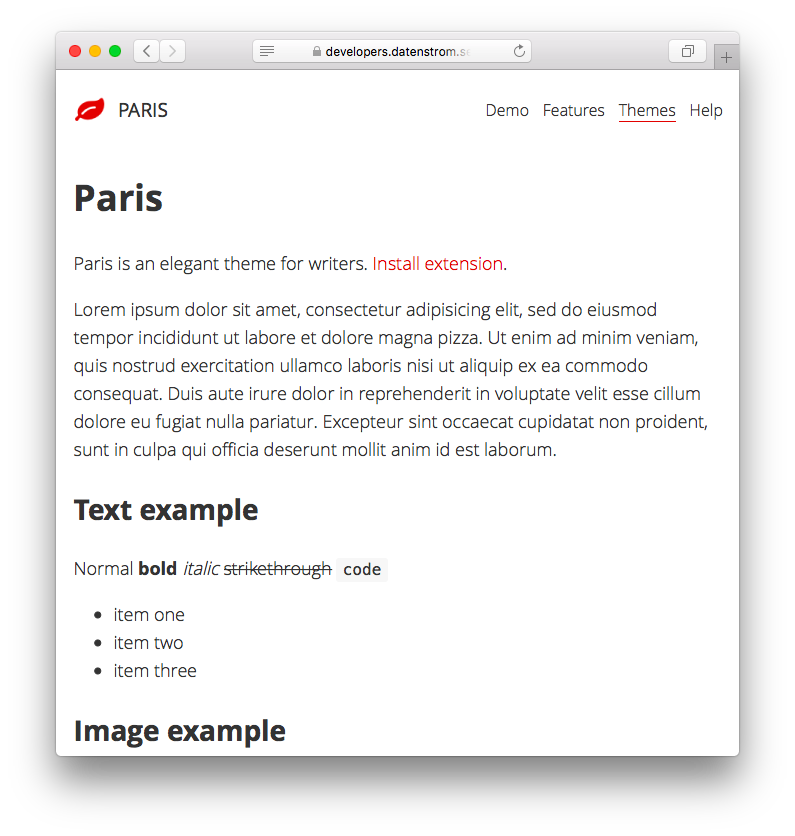 developers.datenstrom.s
PARIS
Demo Features Themes Help
Paris
Paris is an elegant theme for writers. Install extension.
Lorem ipsum dolor sit amet, consectetur adipisicing elit, sed do eiusmod
tempor incididunt ut labore et dolore magna pizza. Ut enim ad minim veniam,
quis nostrud exercitation ullamco laboris nisi ut aliquip ex ea commodo
consequat. Duis aute irure dolor in reprehenderit in voluptate velit esse cillum
dolore eu fugiat nulla pariatur. Excepteur sint occaecat cupidatat non proident,
sunt in culpa qui officia deserunt mollit anim id est laborum.
Text example
Normal bold italic strikethrough code
• item one
• item two
• item three
Image example